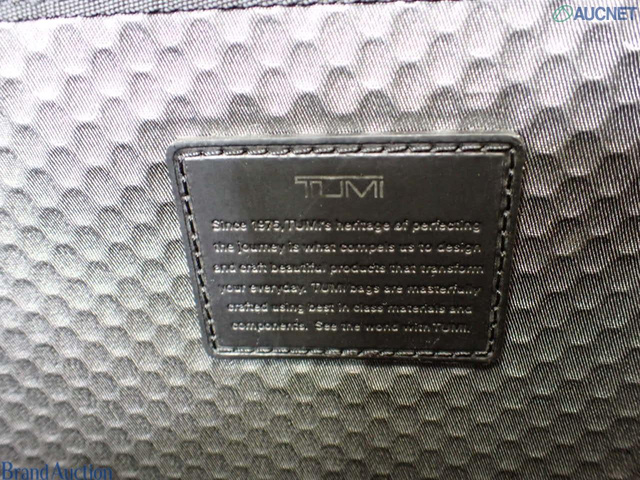 AUCNET
TUMI
Since 1975, TUMI's heritage of perfecting
the journey is what compels us to design
and craft beautiful products that transform
your everyday. TUMI bags are masterfully
crafted using best in class materials and
components. See the world with TUMI.
Brand Auction